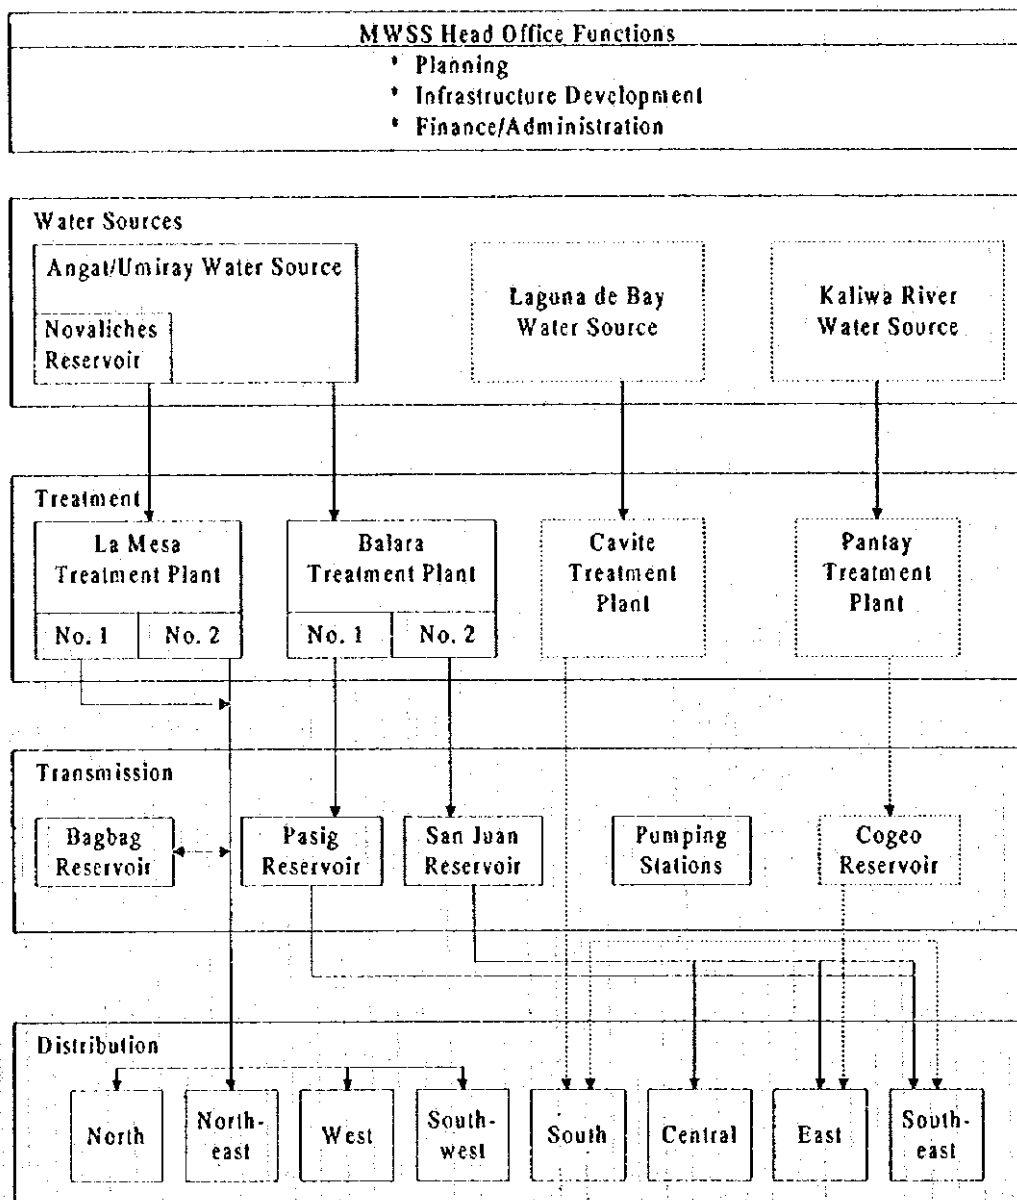 MWSS Head Office Functions
* Planning
* Infrastructure Development
* Finance/Administration
Water Sources
Angat/Umiray Water Source
Novaliches
Reservoir
Laguna de Bay
Water Source
Kaliwa River
Water Source
Treatment
La Mesa
Treatment Plant
No. 1
No. 2
Balara
Treatment Plant
No. 1
No. 2
Cavite
Treatment
Plant
Pantay
Treatment
Plant
Transmission
Bagbag
Reservoir
Pasig
Reservoir
San Juan
Reservoir
Pumping
Stations
Cogeo
Reservoir
Distribution
North
North-
east
West
South-
west
South
Central
East
South-
east